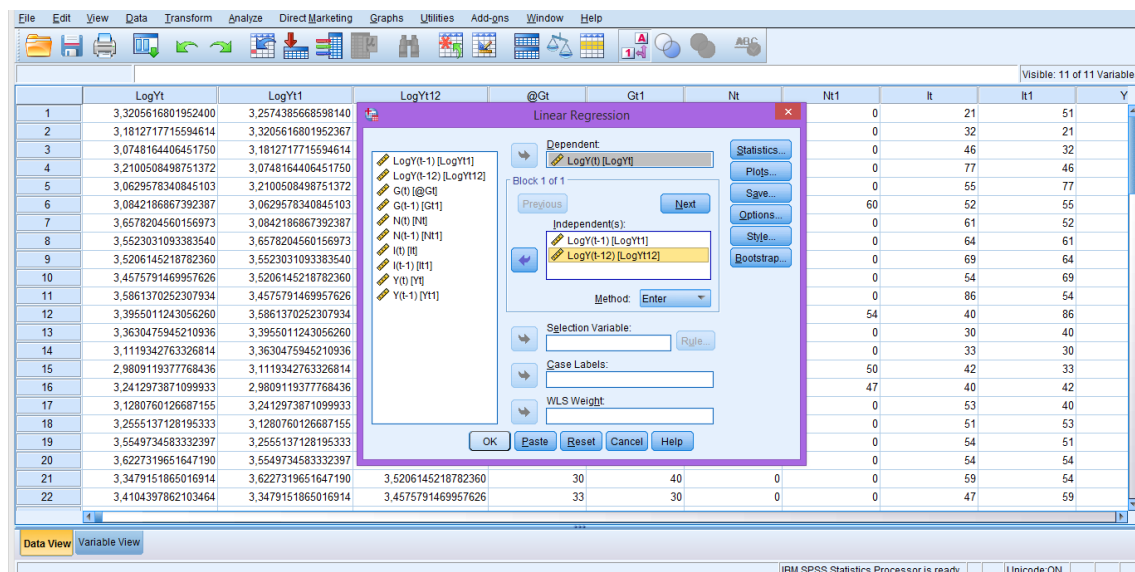 File Edit View Data Transform Analyze Direct Marketing Graphs Utilities Add-ons Window Help
Visible: 11 of 11 Variable
LogYt LogYt1 LogYt12 @Gt Gt1 Nt Nt1 It It1 Y
1 3,3205616801952400 3,2574385668598140 0 21 51
2 3,1812717715594614 3,3205616801952367 0 32 21
3 3,0748164406451750 3,1812717715594614 0 46 32
4 3,2100508498751372 3,0748164406451750 0 77 46
5 3,0629578340845103 3,2100508498751372 0 55 77
6 3,0842186867392387 3,0629578340845103 60 52 55
7 3,6578204560156973 3,0842186867392387 0 61 52
8 3,5523031093383540 3,6578204560156973 0 64 61
9 3,5206145218782360 3,5523031093383540 0 69 64
10 3,4575791469957626 3,5206145218782360 0 54 69
11 3,5861370252307934 3,4575791469957626 0 86 54
12 3,3955011243056260 3,5861370252307934 54 40 86
13 3,3630475945210936 3,3955011243056260 0 30 40
14 3,1119342763326814 3,3630475945210936 0 33 30
15 2,9809119377768436 3,1119342763326814 50 42 33
16 3,2412973871099933 2,9809119377768436 47 40 42
17 3,1280760126687155 3,2412973871099933 0 53 40
18 3,2555137128195333 3,1280760126687155 0 51 53
19 3,5549734583332397 3,2555137128195333 0 54 51
20 3,6227319651647190 3,5549734583332397 0 54 54
21 3,3479151865016914 3,6227319651647190 3,5206145218782360 30 40 0 0 59 54
22 3,4104397862103464 3,3479151865016914 3,4575791469957626 33 30 0 0 47 59
Linear Regression
LogY(t-1) [LogYt1]
LogY(t-12) [LogYt12]
G(t) [@Gt]
G(t-1) [Gt1]
N(t) [Nt]
N(t-1) [Nt1]
I(t) [It]
I(t-1) [It1]
Y(t) [Yt]
Y(t-1) [Yt1]
Dependent:
LogY(t) [LogYt]
Block 1 of 1
Previous Next
Independent(s):
LogY(t-1) [LogYt1]
LogY(t-12) [LogYt12]
Method: Enter
Selection Variable:
Rule...
Case Labels:
WLS Weight:
Statistics...
Plots...
Save...
Options...
Style...
Bootstrap...
OK Paste Reset Cancel Help
Data View Variable View
IBM SPSS Statistics Processor is ready Unicode:ON